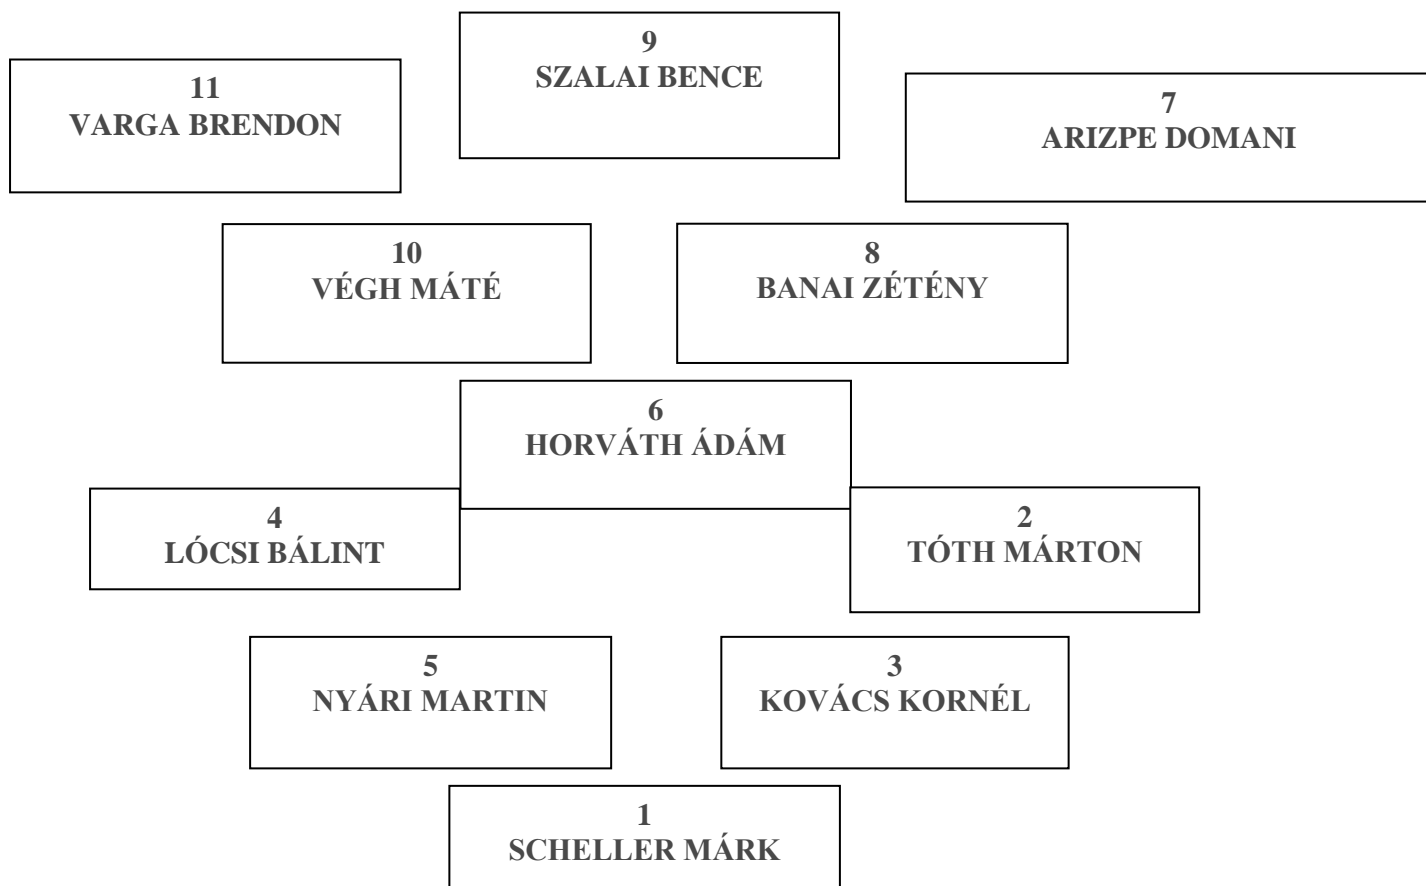 9
SZALAI BENCE
11
VARGA BRENDON
7
ARIZPE DOMANI
10
VÉGH MÁTÉ
8
BANAI ZÉTÉNY
6
HORVÁTH ÁDÁM
4
LÓCSI BÁLINT
2
TÓTH MÁRTON
5
NYÁRI MARTIN
3
KOVÁCS KORNÉL
1
SCHELLER MÁRK